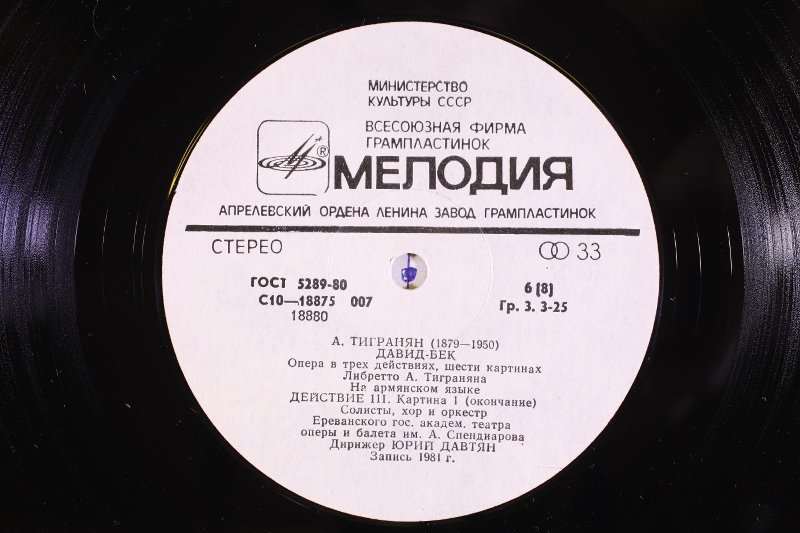 МИНИСТЕРСТВО
КУЛЬТУРЫ СССР
ВСЕСОЮЗНАЯ ФИРМА
ГРАМПЛАСТИНОК
®
МЕЛОДИЯ
АПРЕЛЕВСКИЙ ОРДЕНА ЛЕНИНА ЗАВОД ГРАМПЛАСТИНОК
СТЕРЕО
33
ГОСТ 5289-80
С10—18875 007
18880
6 (8)
Гр. 3. 3-25
А. ТИГРАНЯН (1879—1950)
ДАВИД-БЕК
Опера в трех действиях, шести картинах
Либретто А. Тиграняна
На армянском языке
ДЕЙСТВИЕ III. Картина 1 (окончание)
Солисты, хор и оркестр
Ереванского гос. академ. театра
оперы и балета им. А. Спендиарова
Дирижер ЮРИЙ ДАВТЯН
Запись 1981 г.